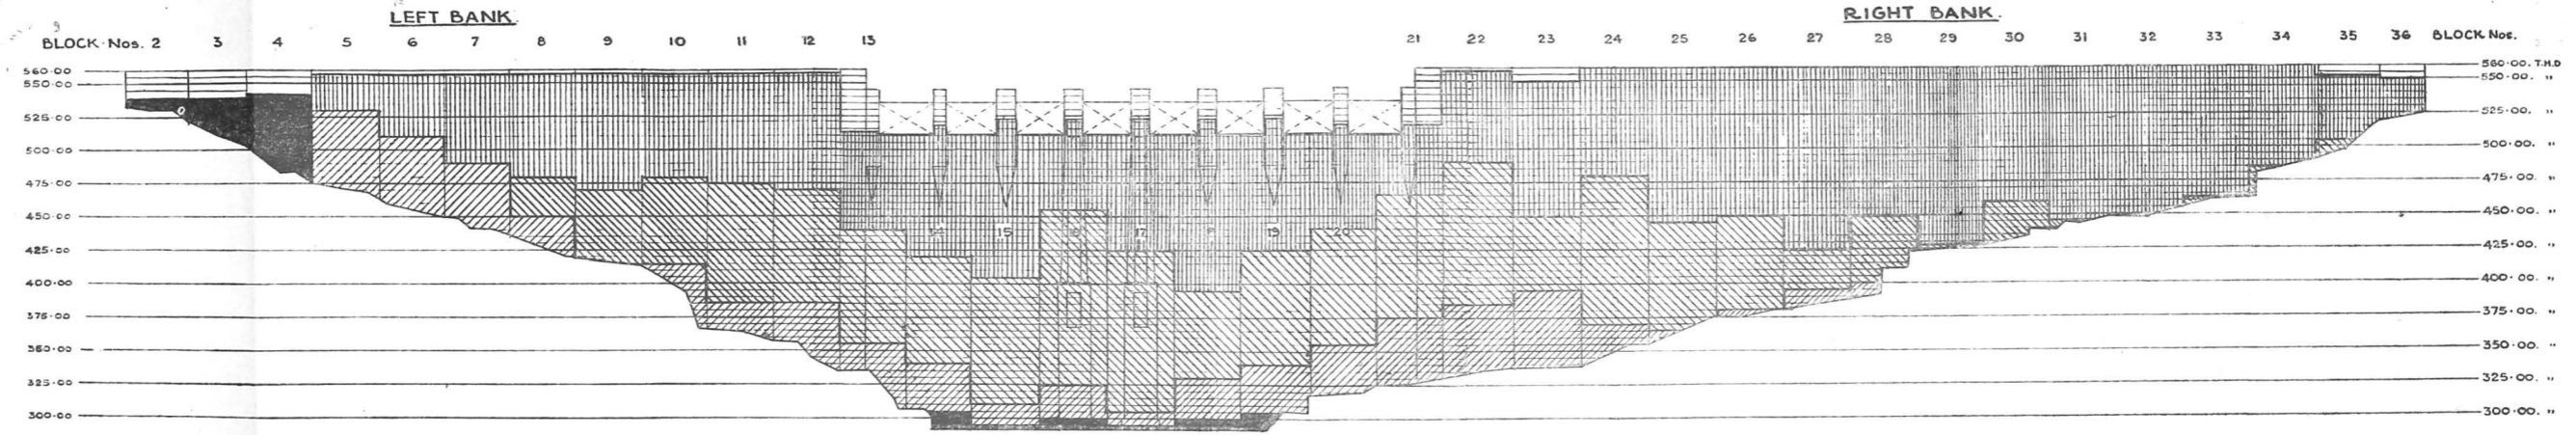 LEFT BANK.
RIGHT BANK.
BLOCK Nos. 2 3 4 5 6 7 8 9 10 11 12 13 21 22 23 24 25 26 27 28 29 30 31 32 33 34 35 36 BLOCK Nos.
560.00 560.00. T.H.D
550.00 550.00. "
525.00 525.00. "
500.00 500.00. "
475.00 475.00. "
450.00 450.00. "
14 15 16 17 19 20
425.00 425.00. "
400.00 400.00. "
375.00 375.00. "
350.00 350.00. "
325.00 325.00. "
300.00 300.00. "